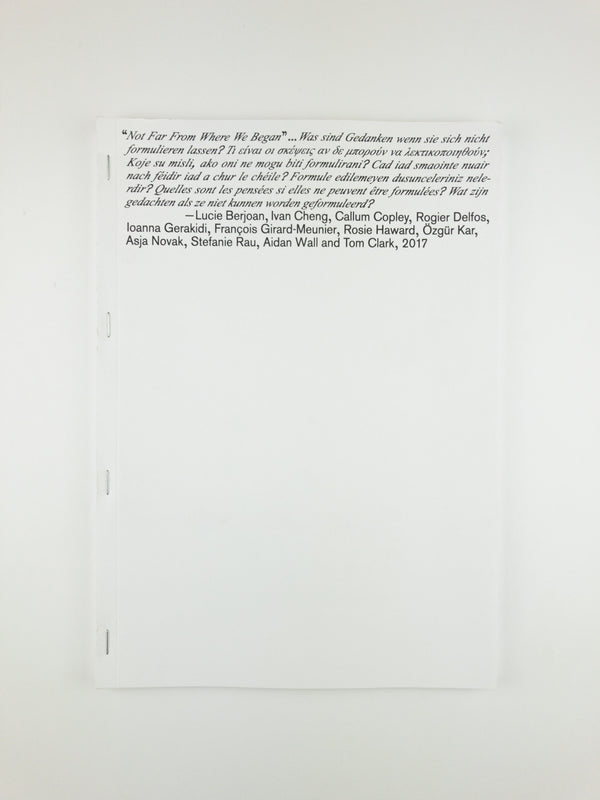 “Not Far From Where We Began”... Was sind Gedanken wenn sie sich nicht
formulieren lassen? Τι είναι οι σκέψεις αν δε μπορούν να λεκτικοποιηθούν;
Koje su misli, ako oni ne mogu biti formulirani? Cad iad smaointe nuair
nach féidir iad a chur le chéile? Formule edilemeyen dusunceleriniz nele-
rdir? Quelles sont les pensées si elles ne peuvent être formulées? Wat zijn
gedachten als ze niet kunnen worden geformuleerd?
—Lucie Berjoan, Ivan Cheng, Callum Copley, Rogier Delfos,
Ioanna Gerakidi, François Girard-Meunier, Rosie Haward, Özgür Kar,
Asja Novak, Stefanie Rau, Aidan Wall and Tom Clark, 2017